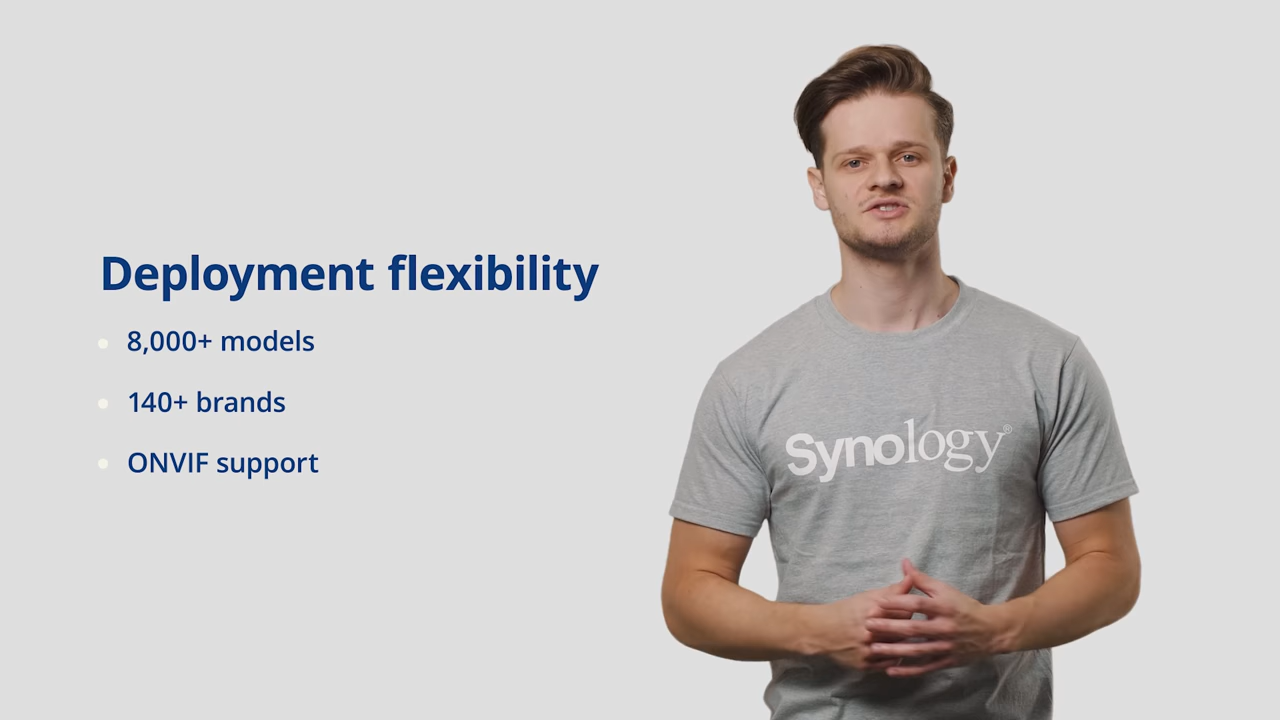 Deployment flexibility
8,000+ models
140+ brands
ONVIF support
Synology®